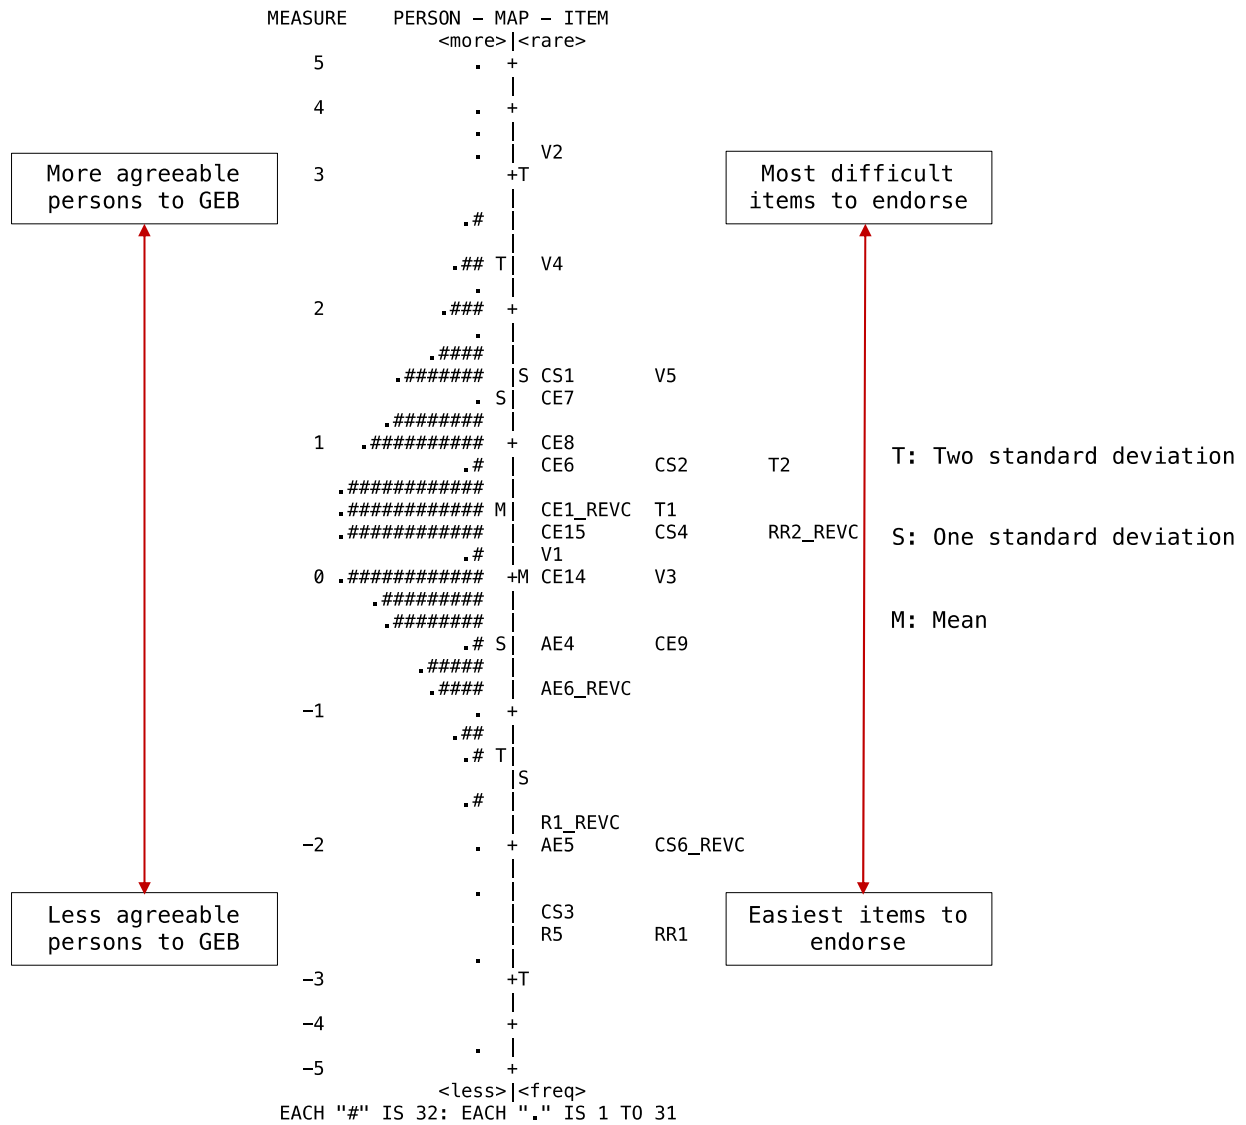 MEASURE    PERSON – MAP – ITEM
<more>|<rare>
5 . +
|
4 . +
. |
. | V2
More agreeable
persons to GEB
Most difficult
items to endorse
3 +T
|
.# |
|
.## T| V4
. |
2 .### +
. |
.#### |
.####### |S CS1 V5
. S| CE7
.######## |
1 .########## + CE8
.# | CE6 CS2 T2
T: Two standard deviation
.############ |
.############ M| CE1_REVC T1
.############ | CE15 CS4 RR2_REVC
S: One standard deviation
.# | V1
0 .############ +M CE14 V3
.######### |
.######## |
M: Mean
.# S| AE4 CE9
.##### |
.#### | AE6_REVC
−1 . +
.## |
.# T|
|S
.# |
| R1_REVC
−2 . + AE5 CS6_REVC
|
. |
| CS3
| R5 RR1
Less agreeable
persons to GEB
Easiest items to
endorse
. |
−3 +T
|
−4 +
. |
−5 +
<less>|<freq>
EACH "#" IS 32: EACH "." IS 1 TO 31